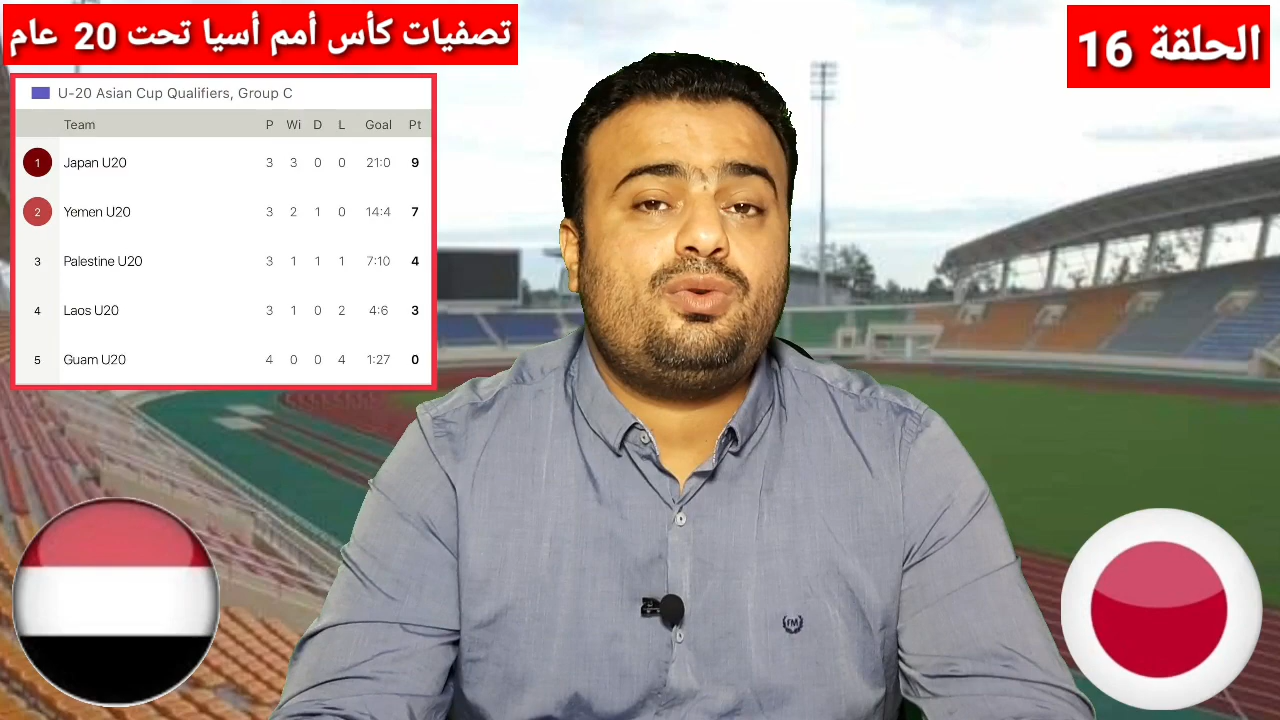 تصفيات كأس أمم أسيا تحت 20 عام
الحلقة 16
U-20 Asian Cup Qualifiers, Group C
Team P Wi D L Goal Pt
1 Japan U20 3 3 0 0 21:0 9
2 Yemen U20 3 2 1 0 14:4 7
3 Palestine U20 3 1 1 1 7:10 4
4 Laos U20 3 1 0 2 4:6 3
5 Guam U20 4 0 0 4 1:27 0
FM